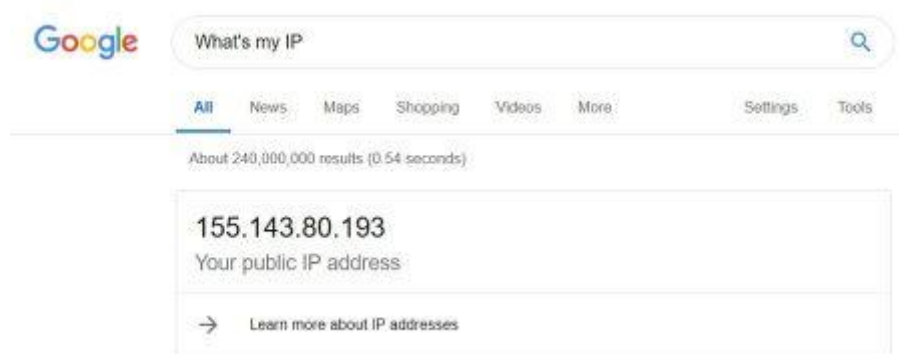 Google What's my IP
All News Maps Shopping Videos More Settings Tools
About 240,000,000 results (0.54 seconds)
155.143.80.193
Your public IP address
→ Learn more about IP addresses